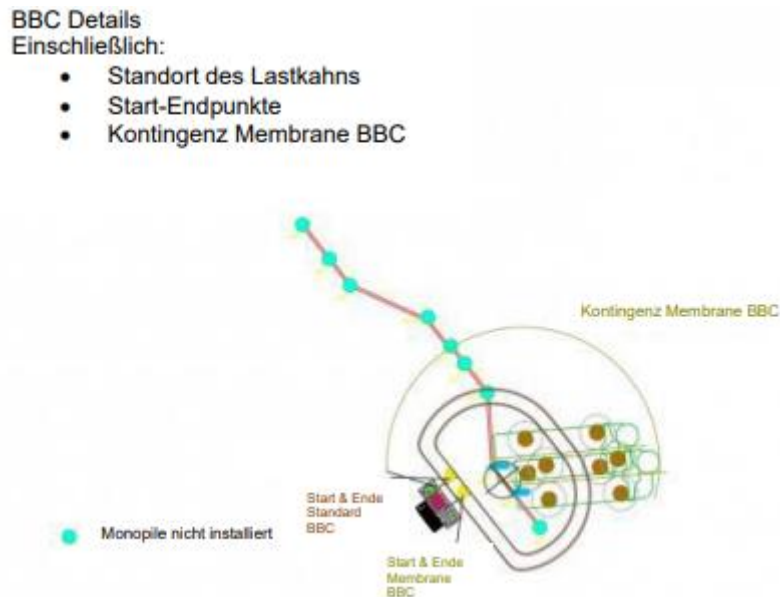 BBC Details
Einschließlich:
• Standort des Lastkahns
• Start-Endpunkte
• Kontingenz Membrane BBC
Kontingenz Membrane BBC
Start & Ende
Standard
BBC
Monopile nicht installiert
Start & Ende
Membrane
BBC